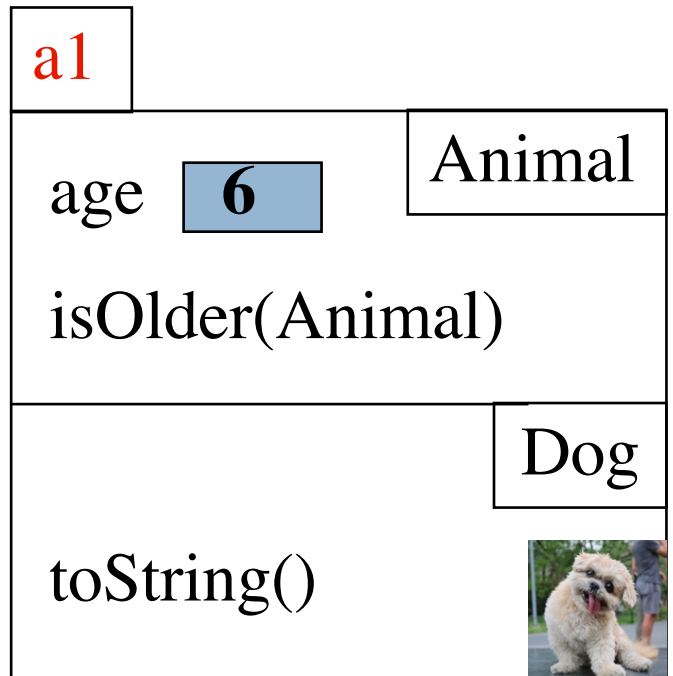 a1
Animal
age 6
isOlder(Animal)
Dog
toString()